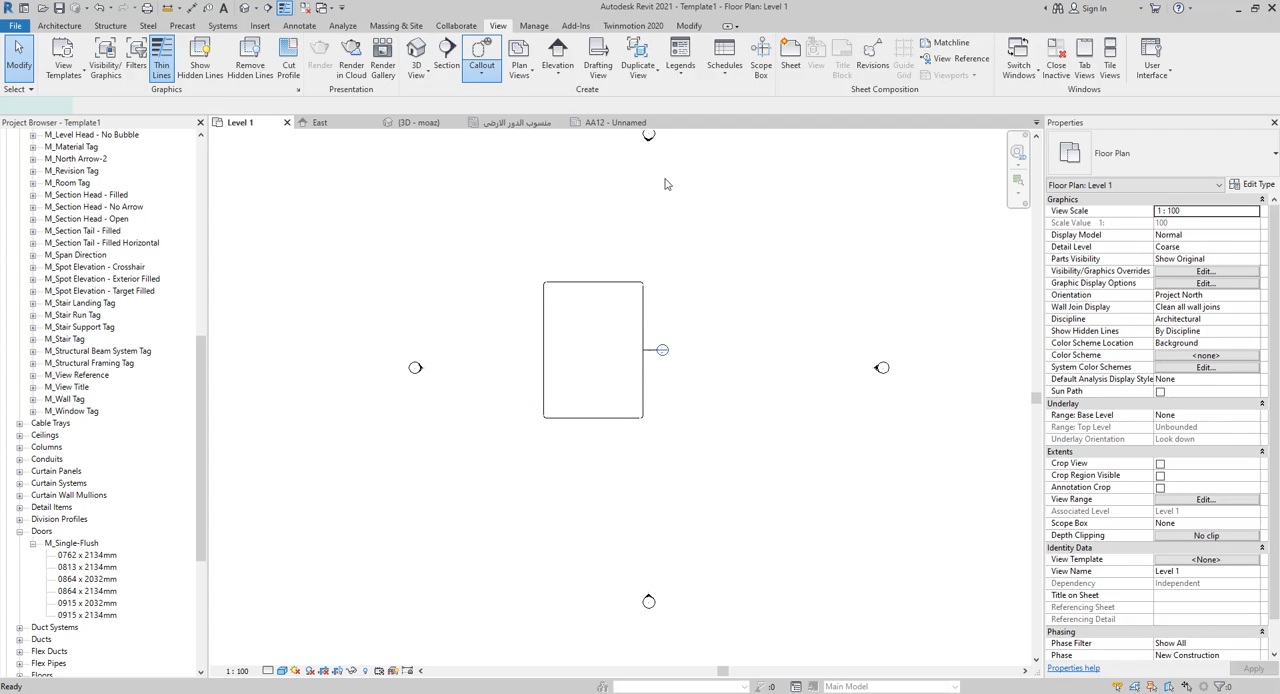 Autodesk Revit 2021 - Template1 - Floor Plan: Level 1
Sign In
File Architecture Structure Steel Precast Systems Insert Annotate Analyze Massing & Site Collaborate View Manage Add-Ins Twinmotion 2020 Modify
Modify
View Templates
Visibility/ Graphics
Filters
Thin Lines
Show Hidden Lines
Remove Hidden Lines
Cut Profile
Render
Render in Cloud
Render Gallery
3D View
Section
Callout
Plan Views
Elevation
Drafting View
Duplicate View
Legends
Schedules
Scope Box
Sheet
View
Title Block
Revisions
Guide Grid
Matchline
View Reference
Viewports
Switch Windows
Close Inactive
Tab Views
Tile Views
User Interface
Select Graphics Presentation Create Sheet Composition Windows
Project Browser - Template1
Level 1
East
(3D - moaz)
منسوب الدور الارضى
AA12 - Unnamed
Properties
M_Level Head - No Bubble
M_Material Tag
M_North Arrow-2
M_Revision Tag
M_Room Tag
M_Section Head - Filled
M_Section Head - No Arrow
M_Section Head - Open
M_Section Tail - Filled
M_Section Tail - Filled Horizontal
M_Span Direction
M_Spot Elevation - Crosshair
M_Spot Elevation - Exterior Filled
M_Spot Elevation - Target Filled
M_Stair Landing Tag
M_Stair Run Tag
M_Stair Support Tag
M_Stair Tag
M_Structural Beam System Tag
M_Structural Framing Tag
M_View Reference
M_View Title
M_Wall Tag
M_Window Tag
Cable Trays
Ceilings
Columns
Conduits
Curtain Panels
Curtain Systems
Curtain Wall Mullions
Detail Items
Division Profiles
Doors
M_Single-Flush
0762 x 2134mm
0813 x 2134mm
0864 x 2032mm
0864 x 2134mm
0915 x 2032mm
0915 x 2134mm
Duct Systems
Ducts
Flex Ducts
Flex Pipes
Floors
Floor Plan
Floor Plan: Level 1
Edit Type
Graphics
View Scale 1 : 100
Scale Value 1: 100
Display Model Normal
Detail Level Coarse
Parts Visibility Show Original
Visibility/Graphics Overrides Edit...
Graphic Display Options Edit...
Orientation Project North
Wall Join Display Clean all wall joins
Discipline Architectural
Show Hidden Lines By Discipline
Color Scheme Location Background
Color Scheme <none>
System Color Schemes Edit...
Default Analysis Display Style None
Sun Path
Underlay
Range: Base Level None
Range: Top Level Unbounded
Underlay Orientation Look down
Extents
Crop View
Crop Region Visible
Annotation Crop
View Range Edit...
Associated Level Level 1
Scope Box None
Depth Clipping No clip
Identity Data
View Template <None>
View Name Level 1
Dependency Independent
Title on Sheet
Referencing Sheet
Referencing Detail
Phasing
Phase Filter Show All
Phase New Construction
Properties help
Apply
1 : 100
Ready
:0
Main Model
:0